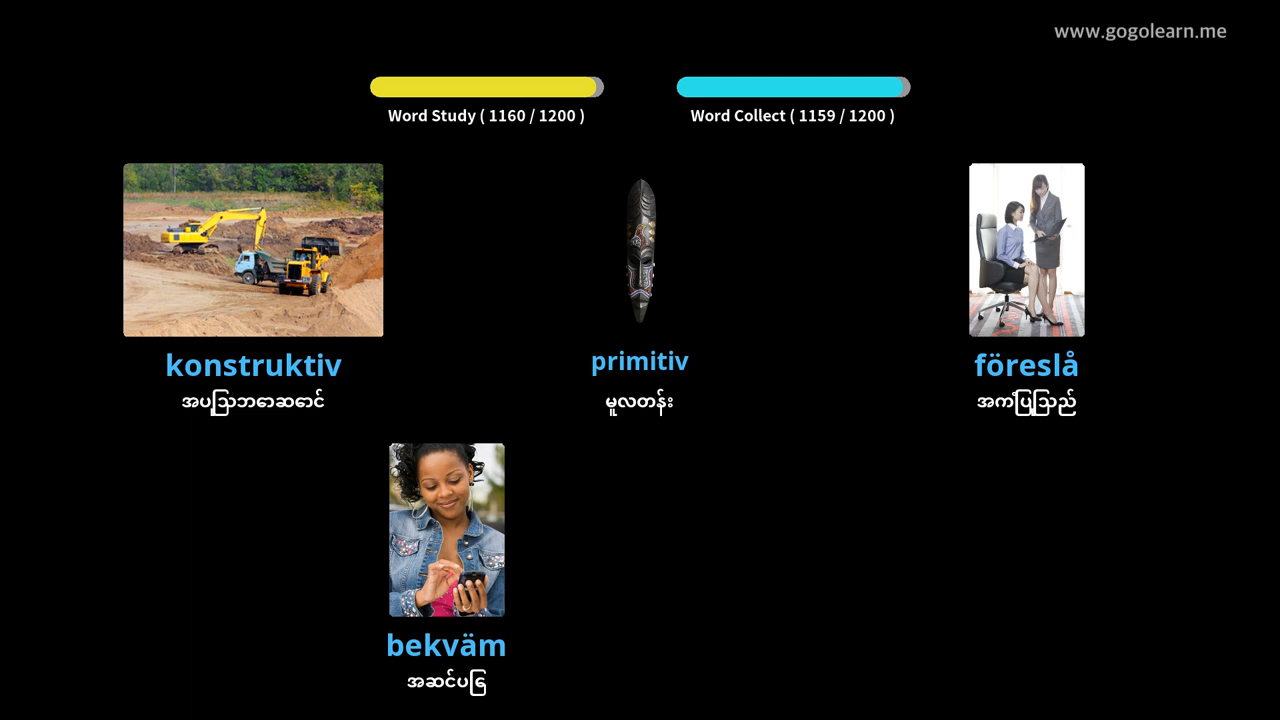 www.gogolearn.me
Word Study ( 1160 / 1200 )
Word Collect ( 1159 / 1200 )
konstruktiv
အပြုသဘောဆောင်
primitiv
မူလတန်း
föreslå
အကံပြုသည်
bekväm
အဆင်ပြေ